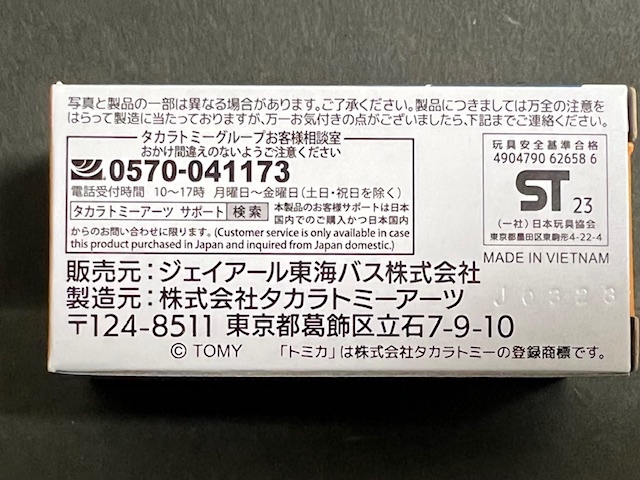 写真と製品の一部は異なる場合があります。ご了承ください。製品につきましては万全の注意を
はらって製造に当たっておりますが、万一お気付きの点がございましたら、下記までご連絡ください。
タカラトミーグループお客様相談室
おかけ間違えのないようご注意ください
0570-041173
電話受付時間 10〜17時 月曜日〜金曜日(土日・祝日を除く)
タカラトミーアーツ サポート 検索 本製品のお客様サポートは日本
国内でのご購入かつ日本国内
からのお問い合わせに限ります。(Customer service is only available in case
this product purchased in Japan and inquired from Japan domestic.)
玩具安全基準合格
4904790 62658 6
ST 23
(一社)日本玩具協会
東京都墨田区東駒形4-22-4
MADE IN VIETNAM
J00323
販売元:ジェイアール東海バス株式会社
製造元:株式会社タカラトミーアーツ
〒124-8511 東京都葛飾区立石7-9-10
© TOMY 「トミカ」は株式会社タカラトミーの登録商標です。